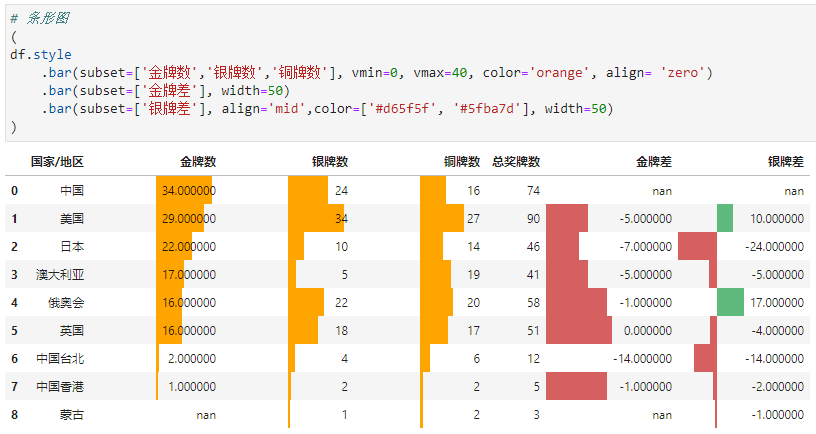 # 条形图
(
df.style
    .bar(subset=['金牌数','银牌数','铜牌数'], vmin=0, vmax=40, color='orange', align= 'zero')
    .bar(subset=['金牌差'], width=50)
    .bar(subset=['银牌差'], align='mid',color=['#d65f5f', '#5fba7d'], width=50)
)
国家/地区 金牌数 银牌数 铜牌数 总奖牌数 金牌差 银牌差
0 中国 34.000000 24 16 74 nan nan
1 美国 29.000000 34 27 90 -5.000000 10.000000
2 日本 22.000000 10 14 46 -7.000000 -24.000000
3 澳大利亚 17.000000 5 19 41 -5.000000 -5.000000
4 俄奥会 16.000000 22 20 58 -1.000000 17.000000
5 英国 16.000000 18 17 51 0.000000 -4.000000
6 中国台北 2.000000 4 6 12 -14.000000 -14.000000
7 中国香港 1.000000 2 2 5 -1.000000 -2.000000
8 蒙古 nan 1 2 3 nan -1.000000